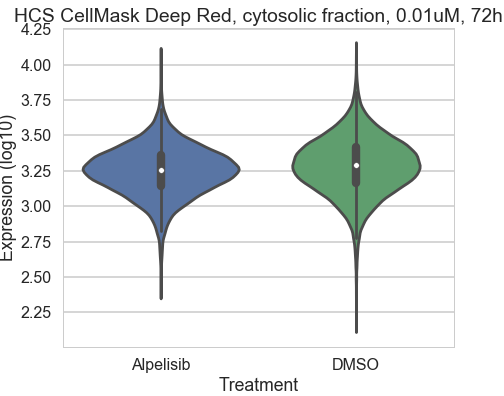 HCS CellMask Deep Red, cytosolic fraction, 0.01uM, 72h
4.25
4.00
3.75
3.50
3.25
3.00
2.75
2.50
2.25
Expression (log10)
Alpelisib DMSO
Treatment